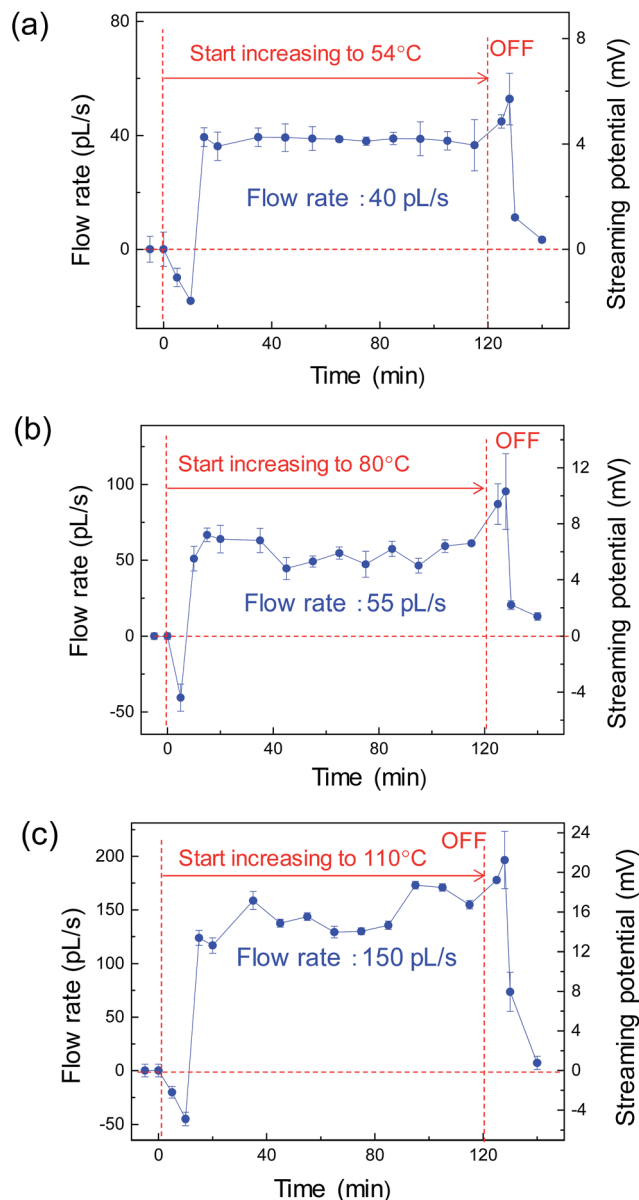 (a)
80
8
Start increasing to 54°C
OFF
60
Flow rate (pL/s)
40
4
Streaming potential (mV)
Flow rate : 40 pL/s
0
0
0
40
80
120
Time (min)
(b)
OFF
12
Start increasing to 80°C
100
Flow rate (pL/s)
8
Streaming potential (mV)
50
4
Flow rate : 55 pL/s
0
0
-50
-4
0
40
80
120
Time (min)
(c)
OFF
24
200
Start increasing to 110°C
20
Flow rate (pL/s)
150
16
Streaming potential (mV)
Flow rate : 150 pL/s
100
12
8
50
4
0
0
-50
-4
0
40
80
120
Time (min)